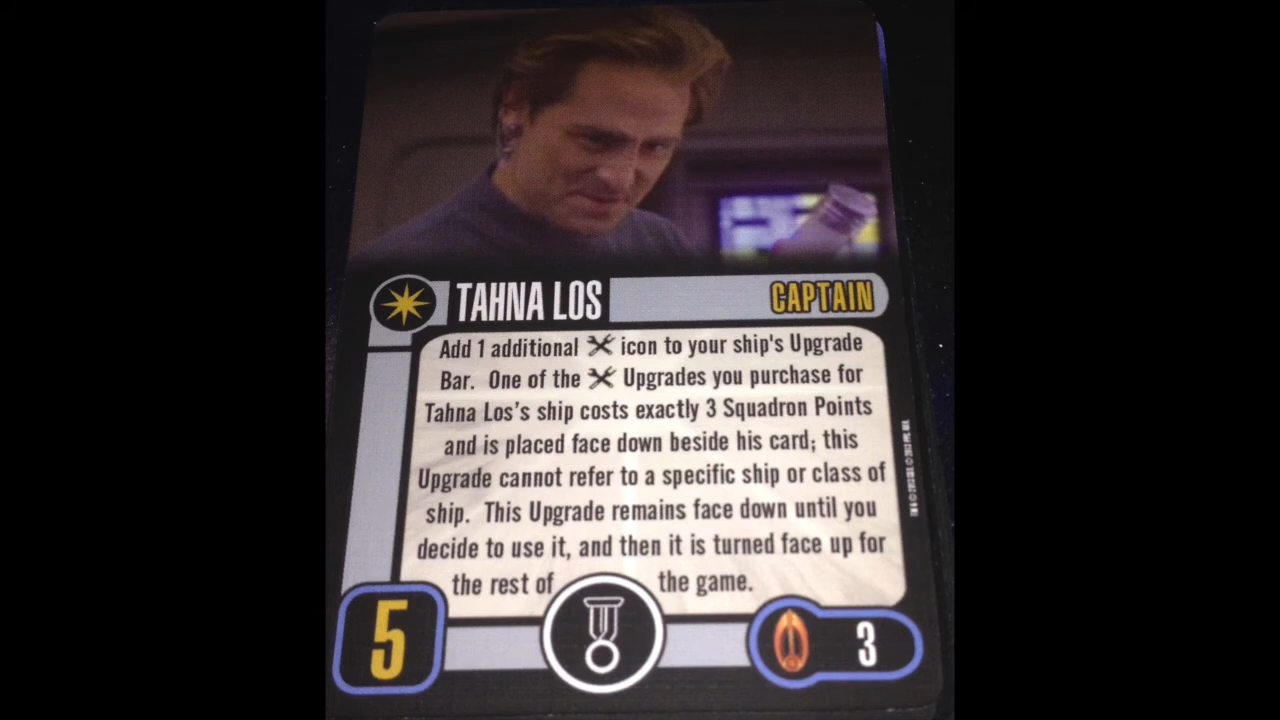 TAHNA LOS CAPTAIN
Add 1 additional icon to your ship's Upgrade
Bar. One of the Upgrades you purchase for
Tahna Los's ship costs exactly 3 Squadron Points
and is placed face down beside his card; this
Upgrade cannot refer to a specific ship or class of
ship. This Upgrade remains face down until you
decide to use it, and then it is turned face up for
the rest of the game.
5 3